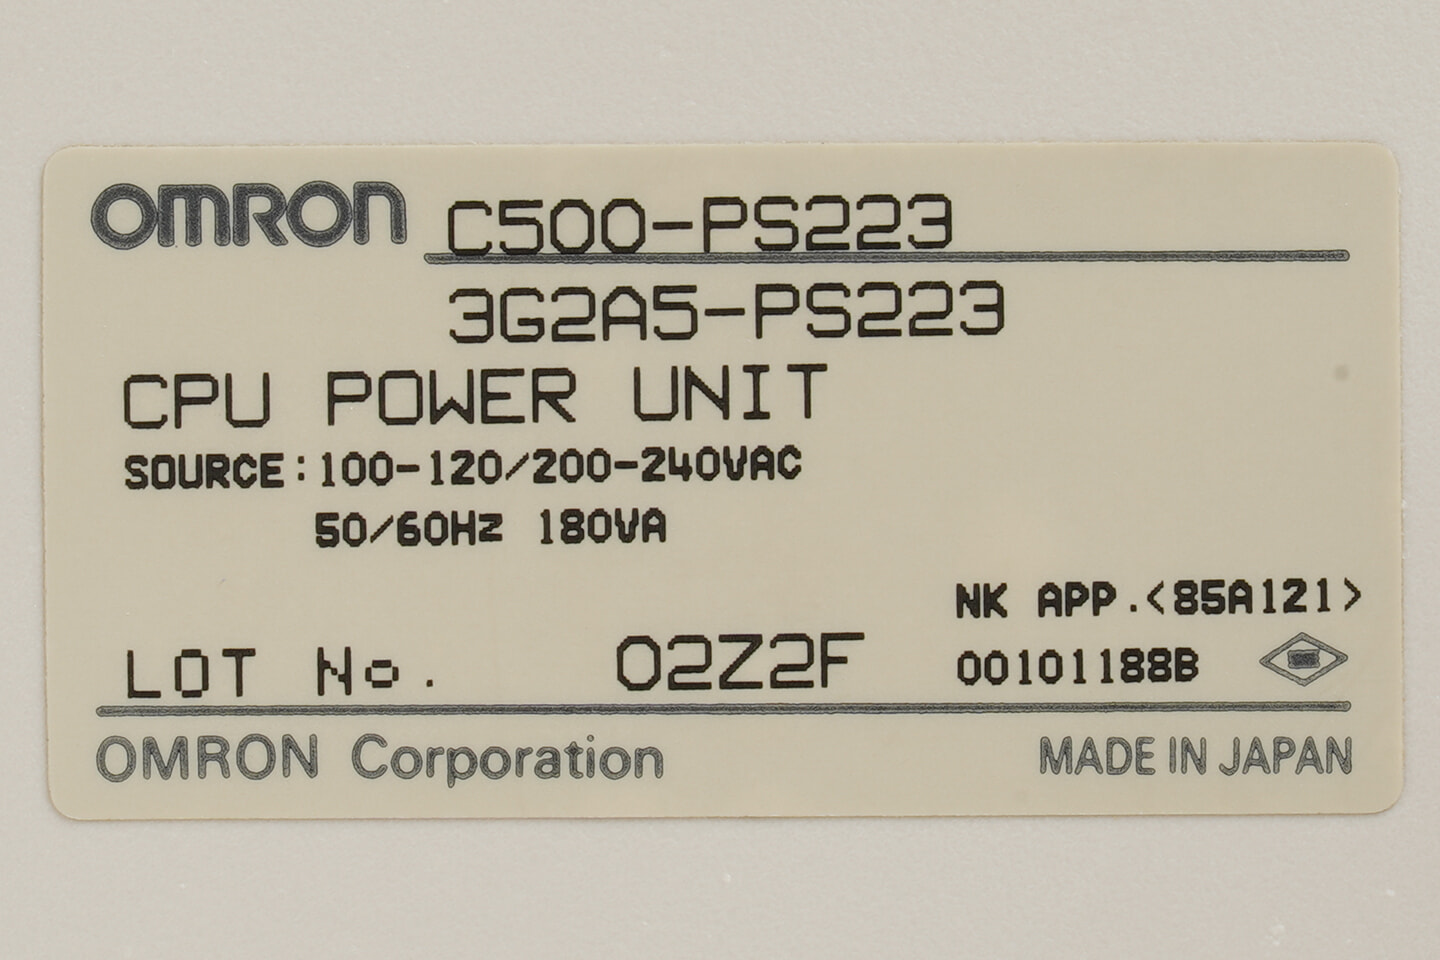 OMRON C500-PS223
3G2A5-PS223
CPU POWER UNIT
SOURCE:100-120/200-240VAC
50/60Hz 180VA
NK APP.<85A121>
LOT No. 02Z2F 00101188B
OMRON Corporation MADE IN JAPAN